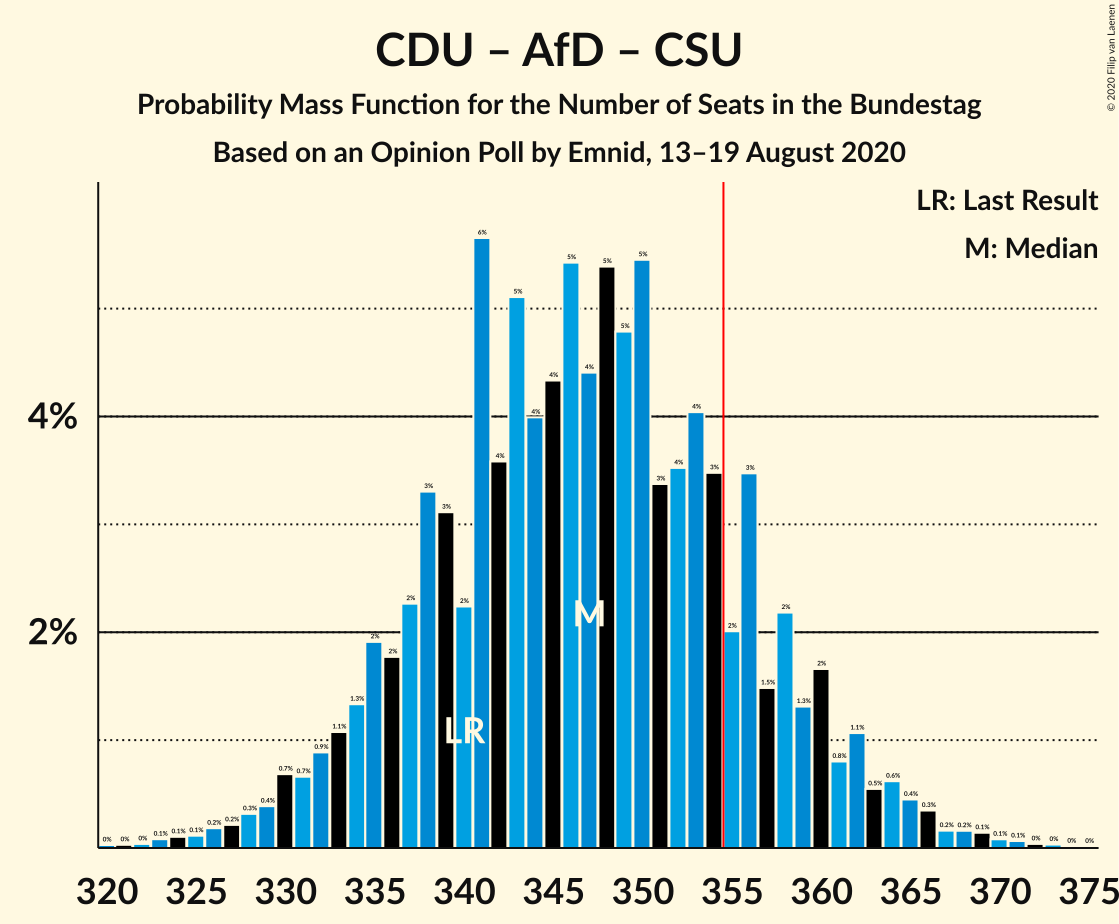 CDU – AfD – CSU
Probability Mass Function for the Number of Seats in the Bundestag
Based on an Opinion Poll by Emnid, 13–19 August 2020
© 2020 Filip van Laenen
LR: Last Result
M: Median
4%
2%
0% 0% 0% 0.1% 0.1% 0.1% 0.2% 0.2% 0.3% 0.4% 0.7% 0.7% 0.9% 1.1% 1.3% 2% 2% 2% 3% 3% 2% 6% 4% 5% 4% 4% 5% 4% 5% 5% 5% 3% 4% 4% 3% 2% 3% 1.5% 2% 1.3% 2% 0.8% 1.1% 0.5% 0.6% 0.4% 0.3% 0.2% 0.2% 0.1% 0.1% 0.1% 0% 0% 0% 0%
M
LR
320 325 330 335 340 345 350 355 360 365 370 375